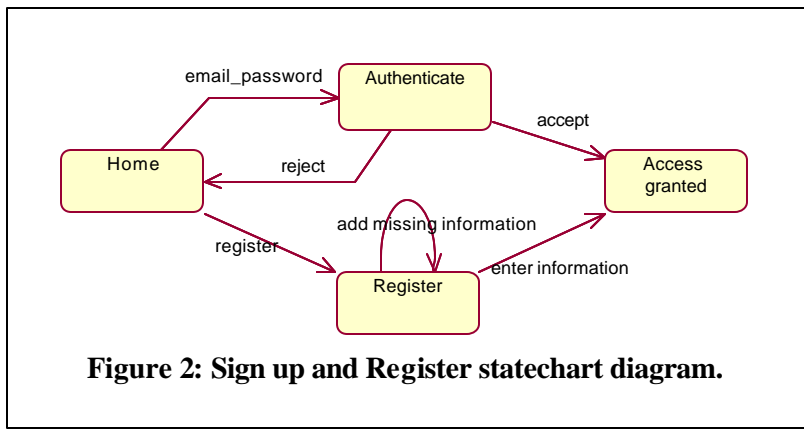 email_password
Authenticate
accept
Home
reject
Access
granted
add missing information
register
enter information
Register
Figure 2: Sign up and Register statechart diagram.